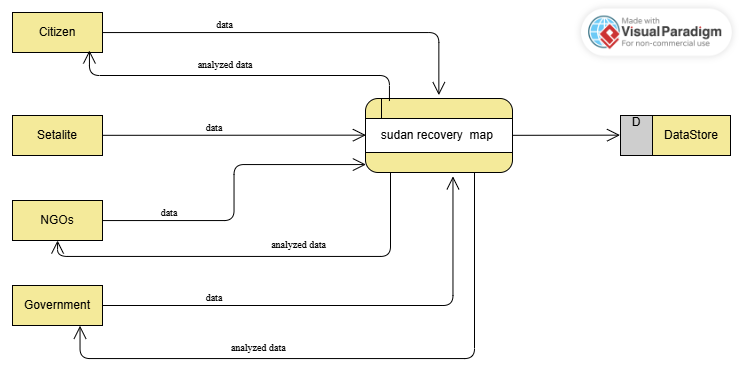 Citizen
data
analyzed data
Made with
Visual Paradigm
For non-commercial use
Setalite
data
sudan recovery map
D
DataStore
NGOs
data
analyzed data
Government
data
analyzed data